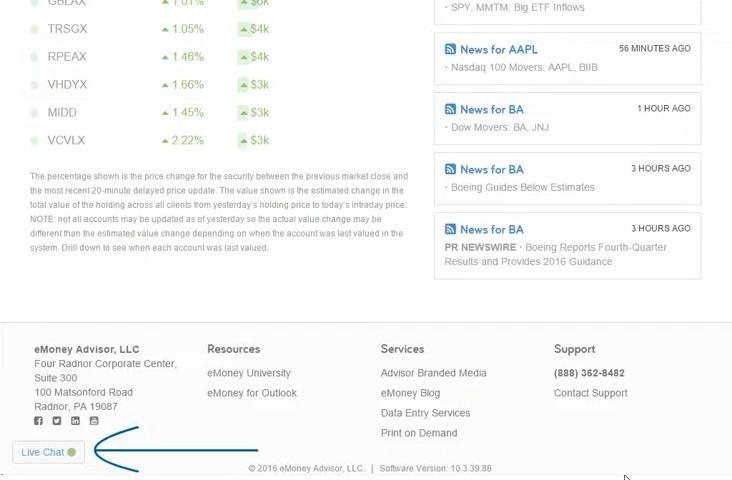 GBLAX 1.01% $6k
TRSGX 1.05% $4k
RPEAX 1.46% $4k
VHDYX 1.66% $3k
MIDD 1.45% $3k
VCVLX 2.22% $3k
The percentage shown is the price change for the security between the previous market close and
the most recent 20-minute delayed price update. The value shown is the estimated change in the
total value of the holding across all clients from yesterday's holding price to today's intraday price.
NOTE: not all accounts may be updated as of yesterday so the actual value change may be
different than the estimated value change depending on when the account was last valued in the
system. Drill down to see when each account was last valued.
· SPY, MMTM: Big ETF Inflows
News for AAPL 56 MINUTES AGO
· Nasdaq 100 Movers: AAPL, BIIB
News for BA 1 HOUR AGO
· Dow Movers: BA, JNJ
News for BA 3 HOURS AGO
· Boeing Guides Below Estimates
News for BA 3 HOURS AGO
PR NEWSWIRE · Boeing Reports Fourth-Quarter
Results and Provides 2016 Guidance
eMoney Advisor, LLC
Four Radnor Corporate Center,
Suite 300
100 Matsonford Road
Radnor, PA 19087
Resources
eMoney University
eMoney for Outlook
Services
Advisor Branded Media
eMoney Blog
Data Entry Services
Print on Demand
Support
(888) 362-8482
Contact Support
Live Chat
© 2016 eMoney Advisor, LLC. | Software Version: 10.3.39.88